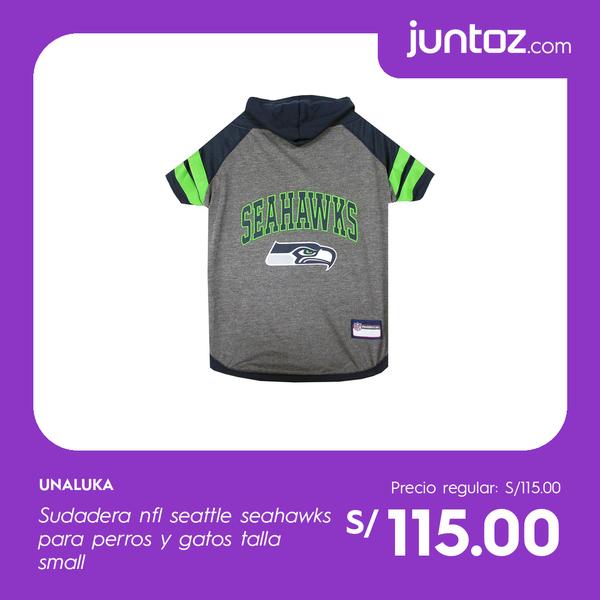 juntoz.com
SEAHAWKS
UNALUKA
Sudadera nfl seattle seahawks
para perros y gatos talla
small
Precio regular: S/115.00
S/ 115.00